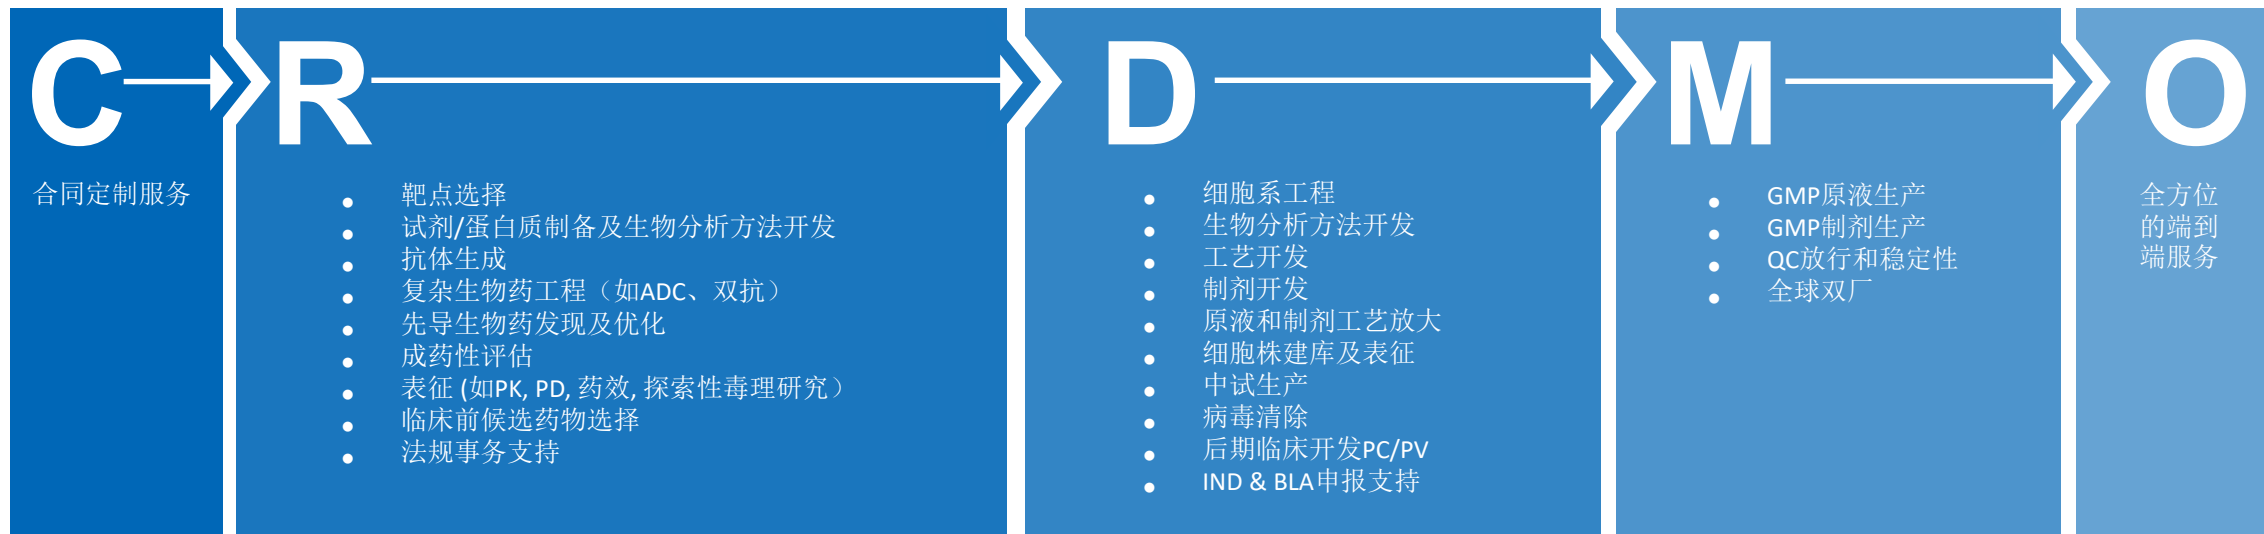 C
合同定制服务
R
靶点选择
试剂/蛋白质制备及生物分析方法开发
抗体生成
复杂生物药工程（如ADC、双抗）
先导生物药发现及优化
成药性评估
表征 (如PK, PD, 药效, 探索性毒理研究）
临床前候选药物选择
法规事务支持
D
细胞系工程
生物分析方法开发
工艺开发
制剂开发
原液和制剂工艺放大
细胞株建库及表征
中试生产
病毒清除
后期临床开发PC/PV
IND & BLA申报支持
M
GMP原液生产
GMP制剂生产
QC放行和稳定性
全球双厂
O
全方位
的端到
端服务